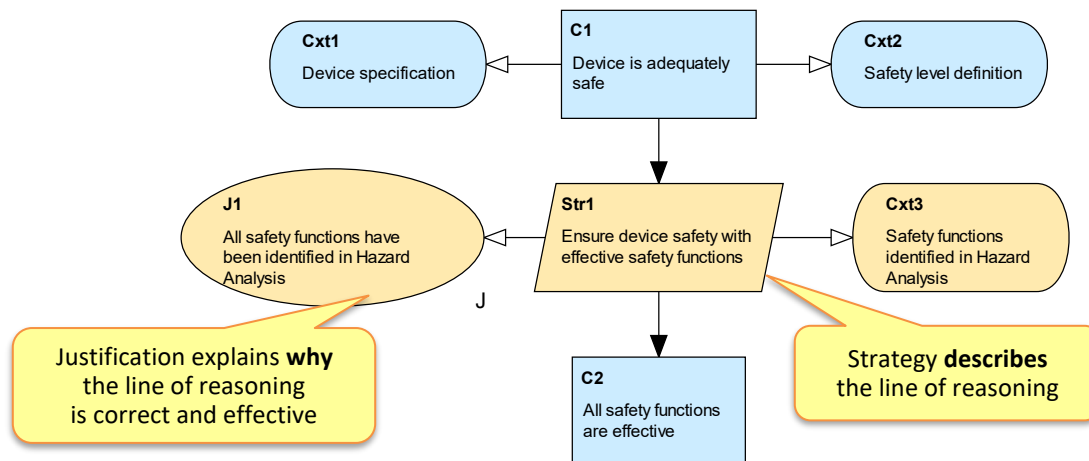 Cxt1
Device specification
C1
Device is adequately
safe
Cxt2
Safety level definition
J1
All safety functions have
been identified in Hazard
Analysis
J
Str1
Ensure device safety with
effective safety functions
Cxt3
Safety functions
identified in Hazard
Analysis
Justification explains why
the line of reasoning
is correct and effective
Strategy describes
the line of reasoning
C2
All safety functions
are effective